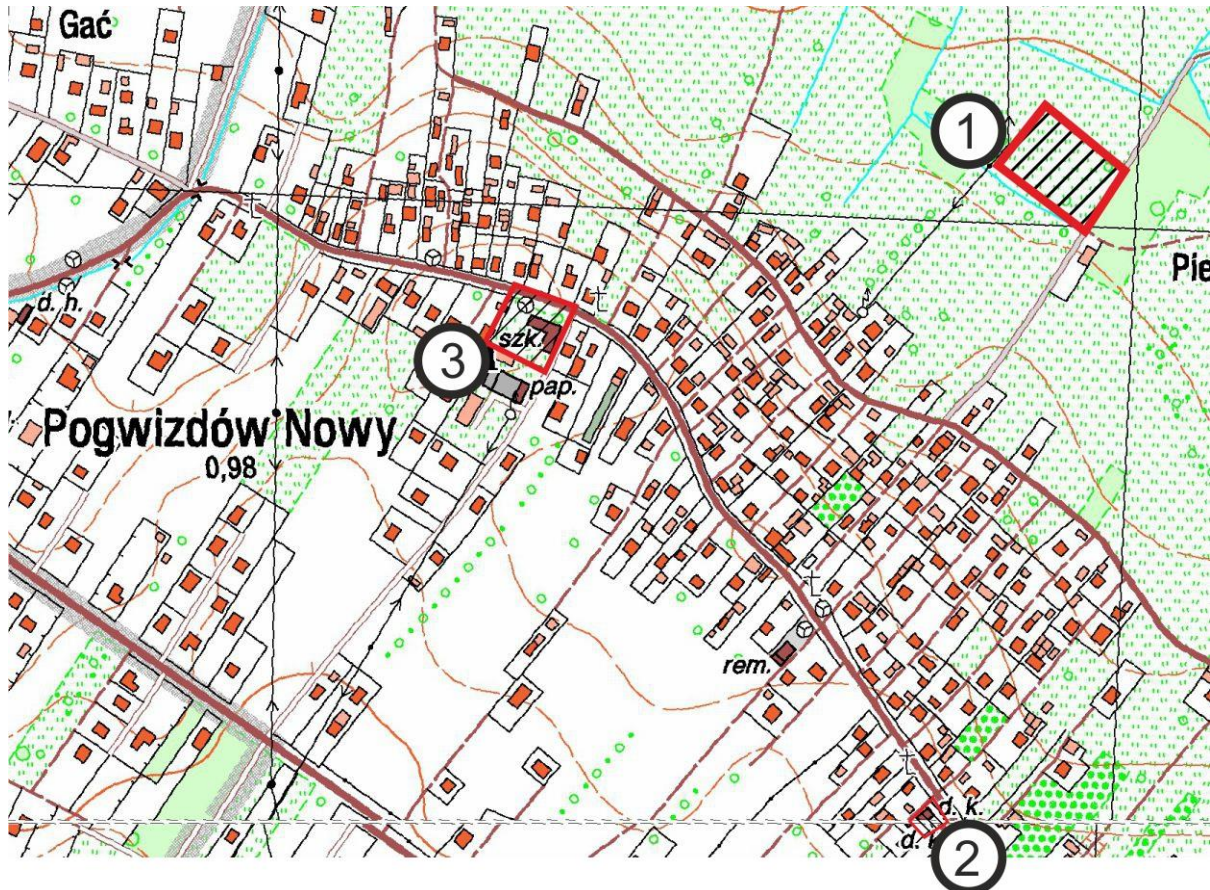 Gać
1
Pie
d. h.
szk.
3
pap.
Pogwizdów Nowy
0,98
rem.
d. k.
2